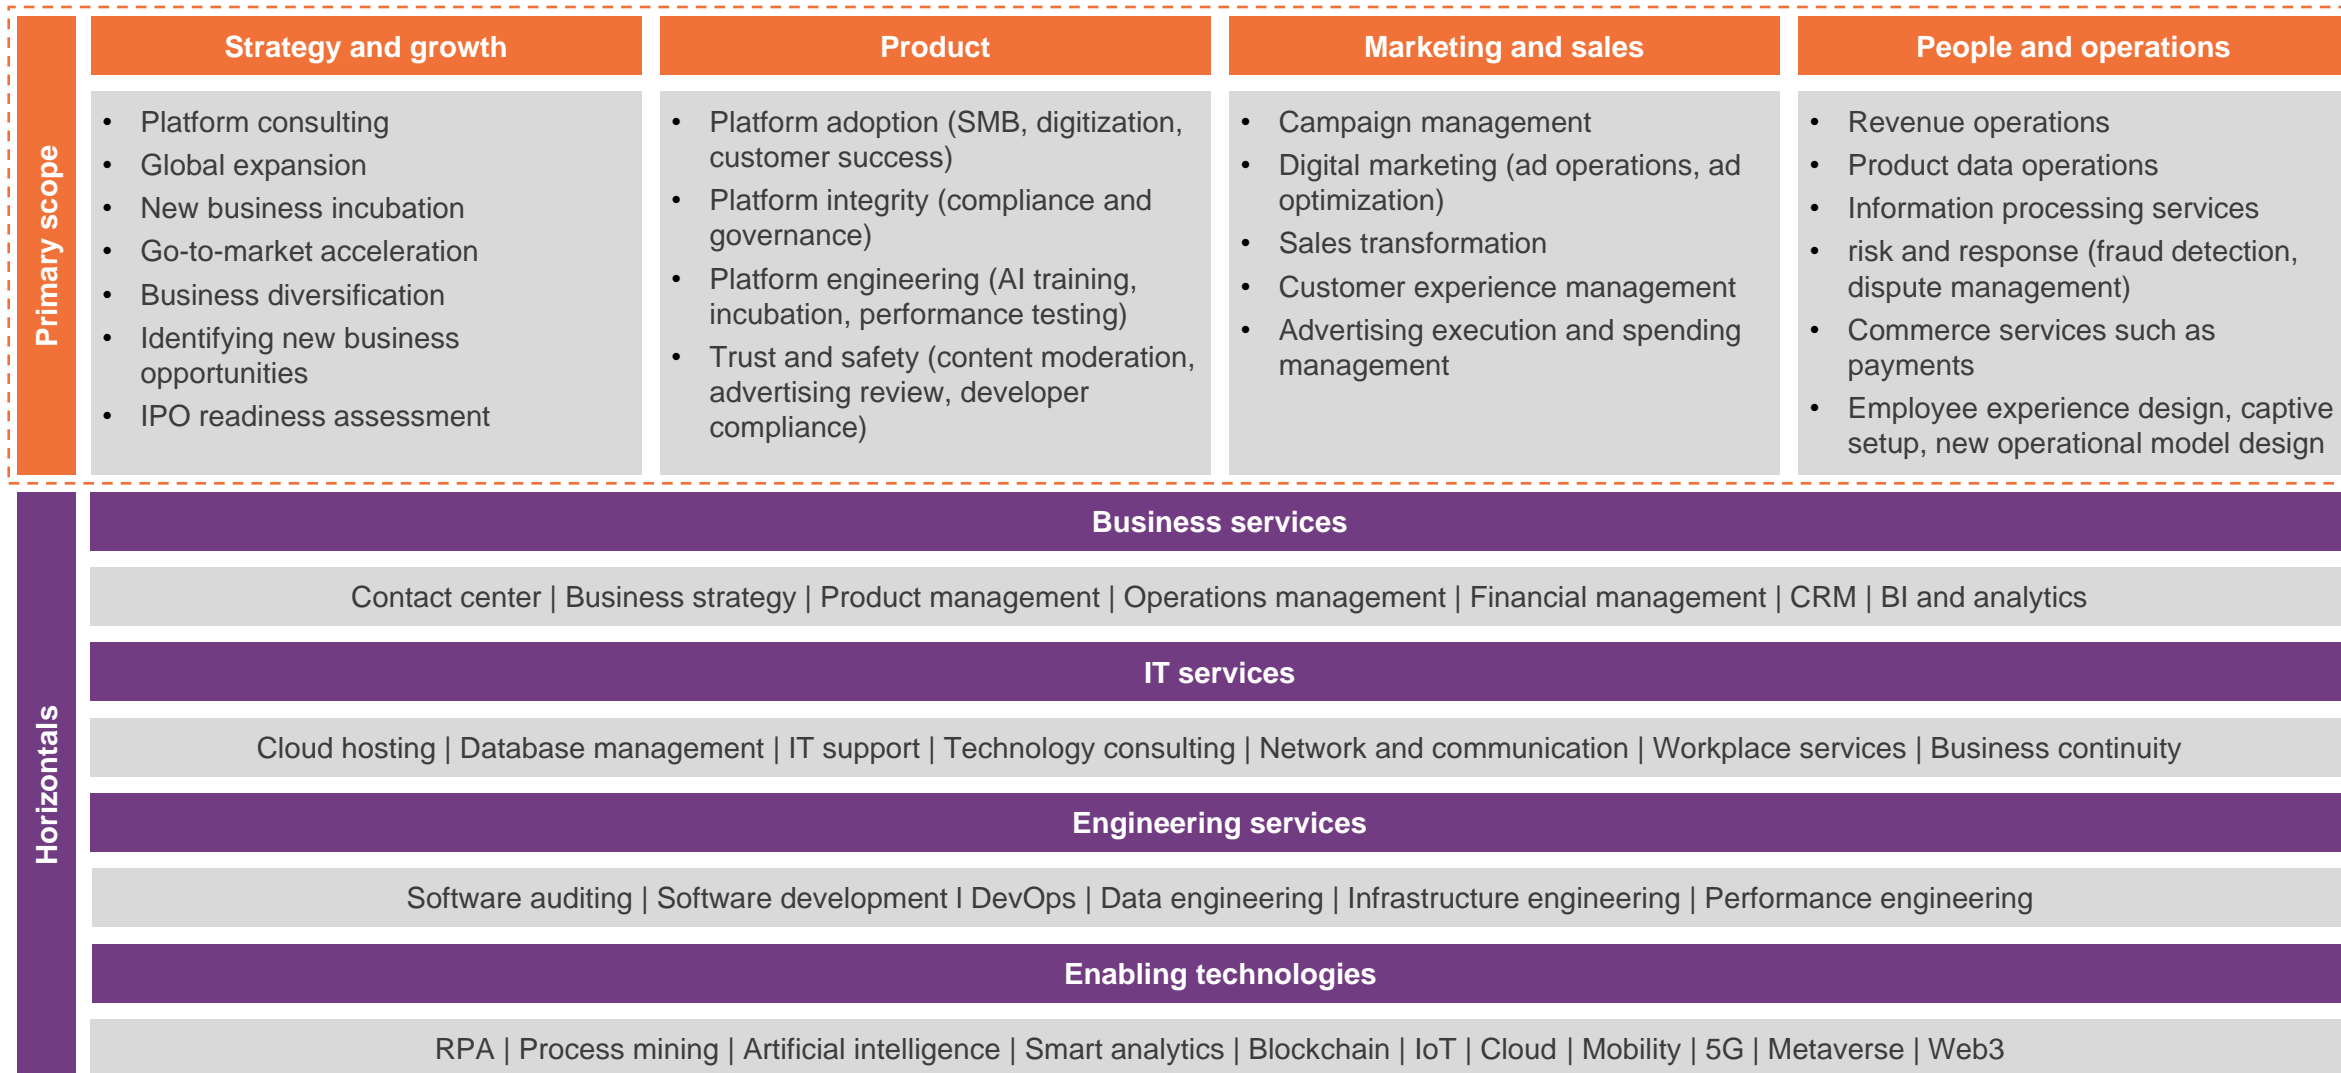 Primary scope
Strategy and growth
• Platform consulting
• Global expansion
• New business incubation
• Go-to-market acceleration
• Business diversification
• Identifying new business
opportunities
• IPO readiness assessment
Product
• Platform adoption (SMB, digitization,
customer success)
• Platform integrity (compliance and
governance)
• Platform engineering (AI training,
incubation, performance testing)
• Trust and safety (content moderation,
advertising review, developer
compliance)
Marketing and sales
• Campaign management
• Digital marketing (ad operations, ad
optimization)
• Sales transformation
• Customer experience management
• Advertising execution and spending
management
People and operations
• Revenue operations
• Product data operations
• Information processing services
• risk and response (fraud detection,
dispute management)
• Commerce services such as
payments
• Employee experience design, captive
setup, new operational model design
Horizontals
Business services
Contact center | Business strategy | Product management | Operations management | Financial management | CRM | BI and analytics
IT services
Cloud hosting | Database management | IT support | Technology consulting | Network and communication | Workplace services | Business continuity
Engineering services
Software auditing | Software development I DevOps | Data engineering | Infrastructure engineering | Performance engineering
Enabling technologies
RPA | Process mining | Artificial intelligence | Smart analytics | Blockchain | IoT | Cloud | Mobility | 5G | Metaverse | Web3